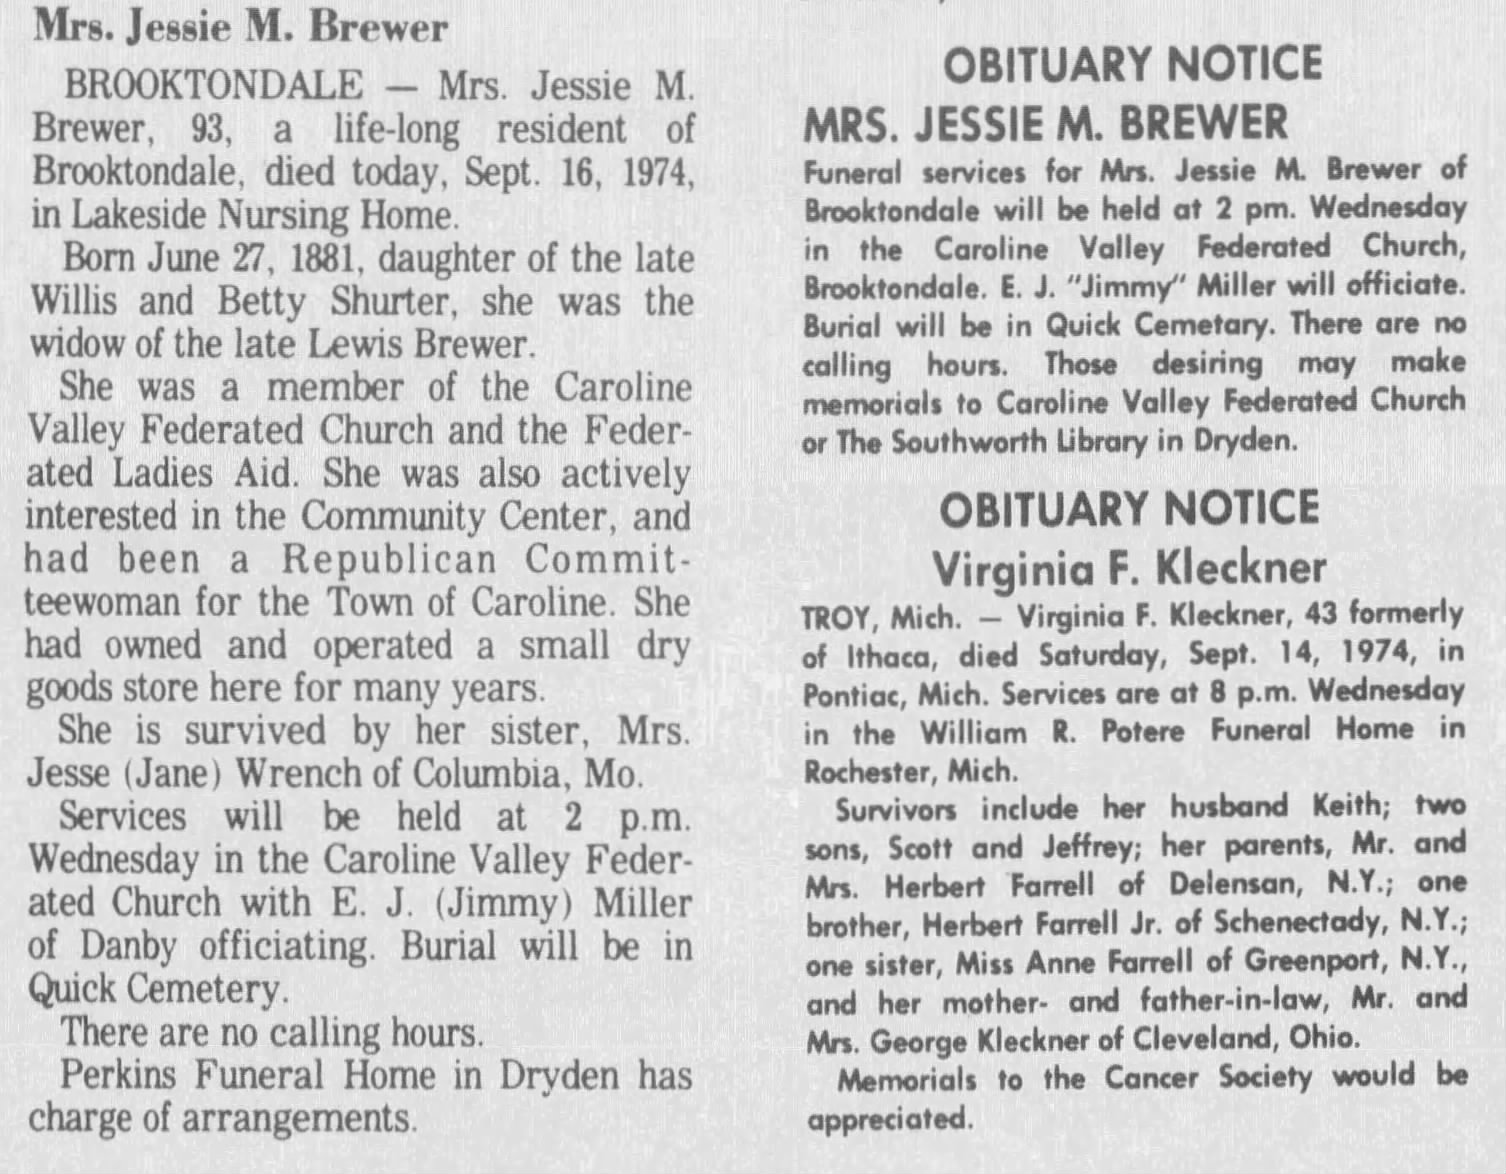 Mrs. Jessie M. Brewer
BROOKTONDALE — Mrs. Jessie M.
Brewer, 93, a life-long resident of
Brooktondale, died today, Sept. 16, 1974,
in Lakeside Nursing Home.
Born June 27, 1881, daughter of the late
Willis and Betty Shurter, she was the
widow of the late Lewis Brewer.
She was a member of the Caroline
Valley Federated Church and the Feder-
ated Ladies Aid. She was also actively
interested in the Community Center, and
had been a Republican Commit-
teewoman for the Town of Caroline. She
had owned and operated a small dry
goods store here for many years.
She is survived by her sister, Mrs.
Jesse (Jane) Wrench of Columbia, Mo.
Services will be held at 2 p.m.
Wednesday in the Caroline Valley Feder-
ated Church with E. J. (Jimmy) Miller
of Danby officiating. Burial will be in
Quick Cemetery.
There are no calling hours.
Perkins Funeral Home in Dryden has
charge of arrangements.
OBITUARY NOTICE
MRS. JESSIE M. BREWER
Funeral services for Mrs. Jessie M. Brewer of
Brooktondale will be held at 2 pm. Wednesday
in the Caroline Valley Federated Church,
Brooktondale. E. J. "Jimmy" Miller will officiate.
Burial will be in Quick Cemetary. There are no
calling hours. Those desiring may make
memorials to Caroline Valley Federated Church
or The Southworth Library in Dryden.
OBITUARY NOTICE
Virginia F. Kleckner
TROY, Mich. — Virginia F. Kleckner, 43 formerly
of Ithaca, died Saturday, Sept. 14, 1974, in
Pontiac, Mich. Services are at 8 p.m. Wednesday
in the William R. Potere Funeral Home in
Rochester, Mich.
Survivors include her husband Keith; two
sons, Scott and Jeffrey; her parents, Mr. and
Mrs. Herbert Farrell of Delensan, N.Y.; one
brother, Herbert Farrell Jr. of Schenectady, N.Y.;
one sister, Miss Anne Farrell of Greenport, N.Y.,
and her mother- and father-in-law, Mr. and
Mrs. George Kleckner of Cleveland, Ohio.
Memorials to the Cancer Society would be
appreciated.